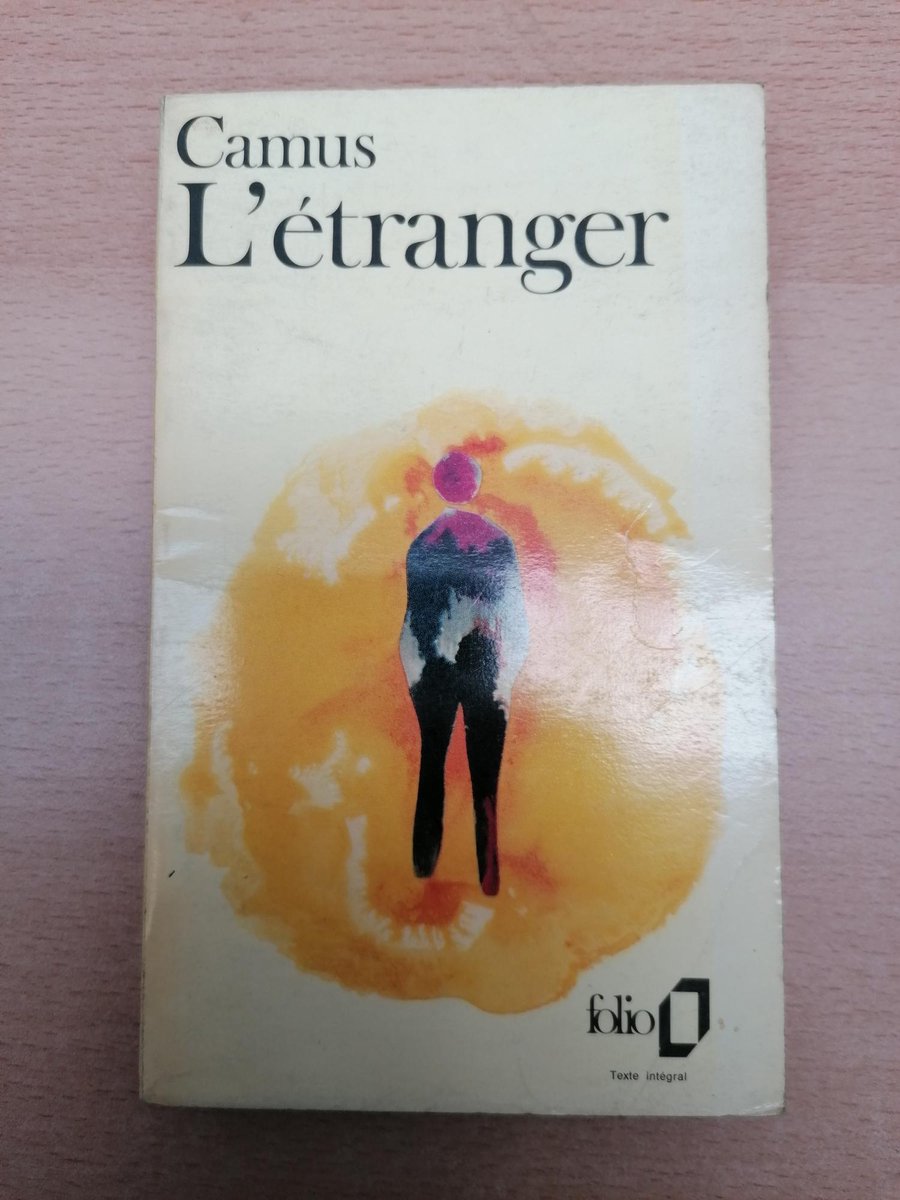 Camus
L'étranger
folio
Texte intégral